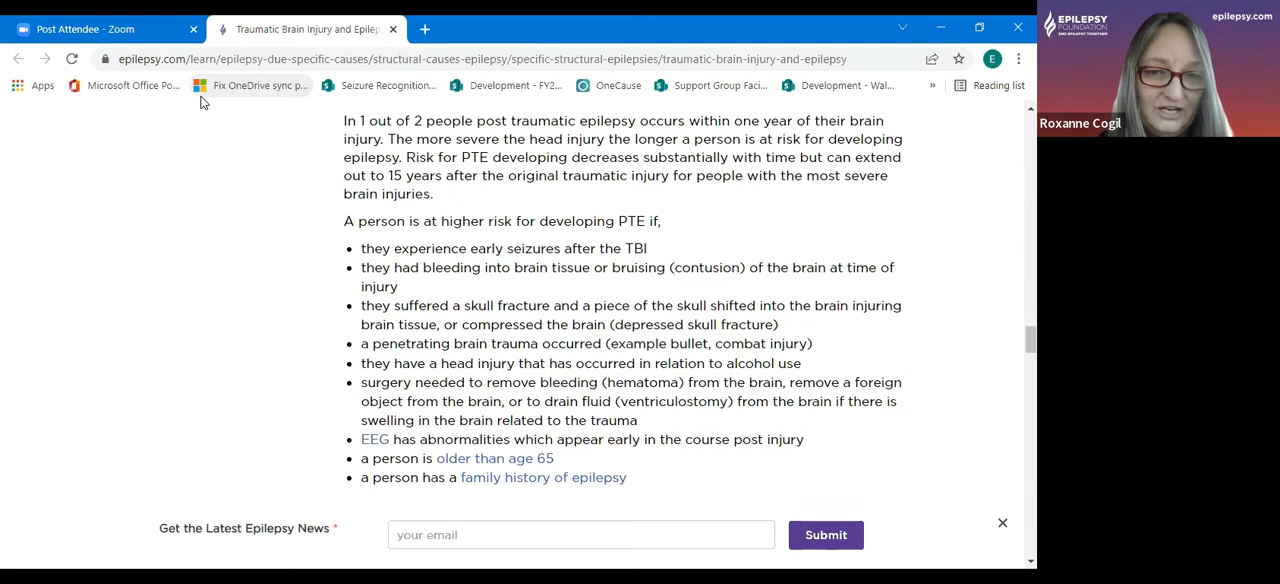 Post Attendee - Zoom
Traumatic Brain Injury and Epilep
epilepsy.com/learn/epilepsy-due-specific-causes/structural-causes-epilepsy/specific-structural-epilepsies/traumatic-brain-injury-and-epilepsy
E
Apps
Microsoft Office Po...
Fix OneDrive sync p...
Seizure Recognition...
Development - FY2...
OneCause
Support Group Faci...
Development - Wal...
»
Reading list
In 1 out of 2 people post traumatic epilepsy occurs within one year of their brain
injury. The more severe the head injury the longer a person is at risk for developing
epilepsy. Risk for PTE developing decreases substantially with time but can extend
out to 15 years after the original traumatic injury for people with the most severe
brain injuries.
A person is at higher risk for developing PTE if,
• they experience early seizures after the TBI
• they had bleeding into brain tissue or bruising (contusion) of the brain at time of
injury
• they suffered a skull fracture and a piece of the skull shifted into the brain injuring
brain tissue, or compressed the brain (depressed skull fracture)
• a penetrating brain trauma occurred (example bullet, combat injury)
• they have a head injury that has occurred in relation to alcohol use
• surgery needed to remove bleeding (hematoma) from the brain, remove a foreign
object from the brain, or to drain fluid (ventriculostomy) from the brain if there is
swelling in the brain related to the trauma
• EEG has abnormalities which appear early in the course post injury
• a person is older than age 65
• a person has a family history of epilepsy
Get the Latest Epilepsy News *
your email
Submit
EPILEPSY
FOUNDATION
END EPILEPSY TOGETHER
epilepsy.com
Roxanne Cogil